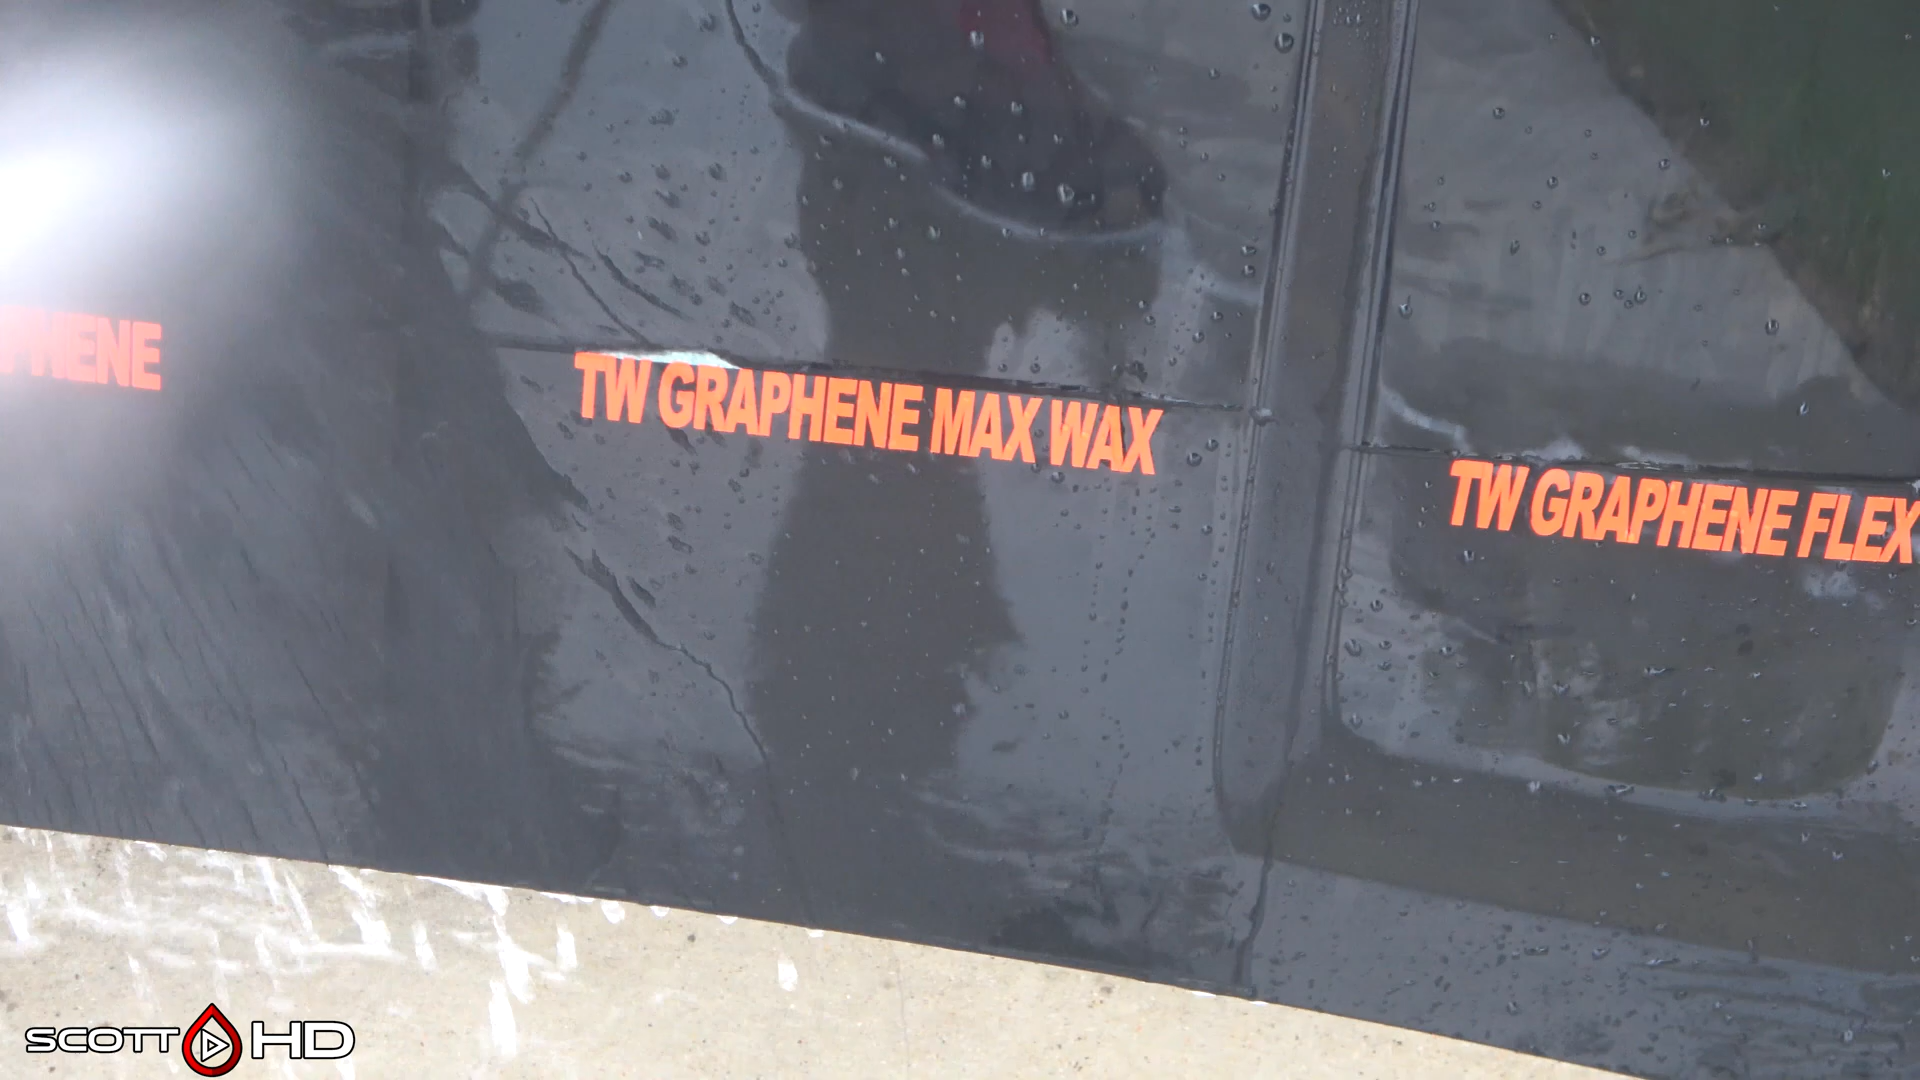 PHENE
TW GRAPHENE MAX WAX
TW GRAPHENE FLEX
SCOTT HD